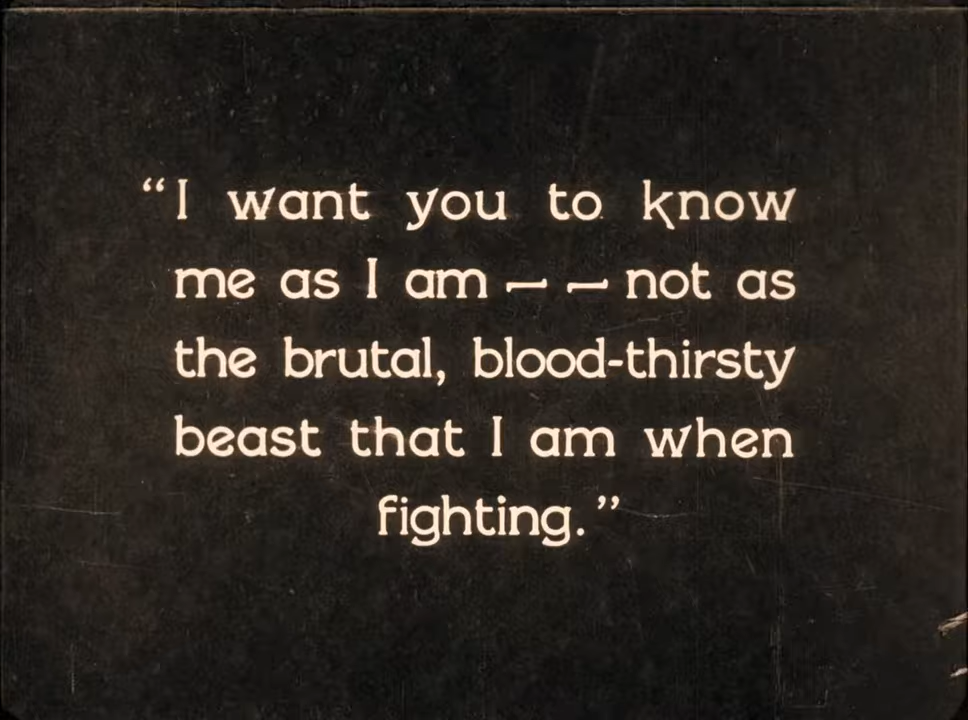 “I want you to know
me as I am — — not as
the brutal, blood-thirsty
beast that I am when
fighting.”